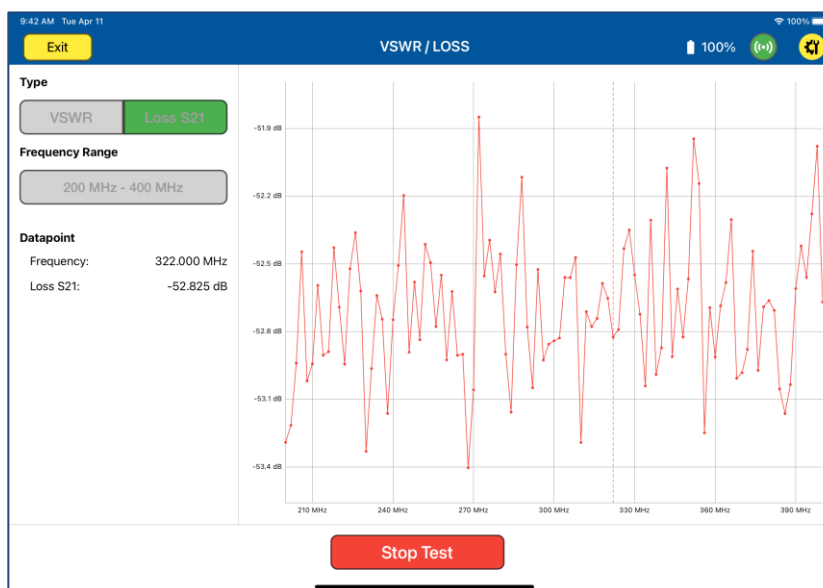 9:42 AM Tue Apr 11
100%
Exit
VSWR / LOSS
100%
Type
VSWR
Loss S21
Frequency Range
200 MHz - 400 MHz
Datapoint
Frequency: 322.000 MHz
Loss S21: -52.825 dB
-51.9 dB
-52.2 dB
-52.5 dB
-52.8 dB
-53.1 dB
-53.4 dB
210 MHz
240 MHz
270 MHz
300 MHz
330 MHz
360 MHz
390 MHz
Stop Test